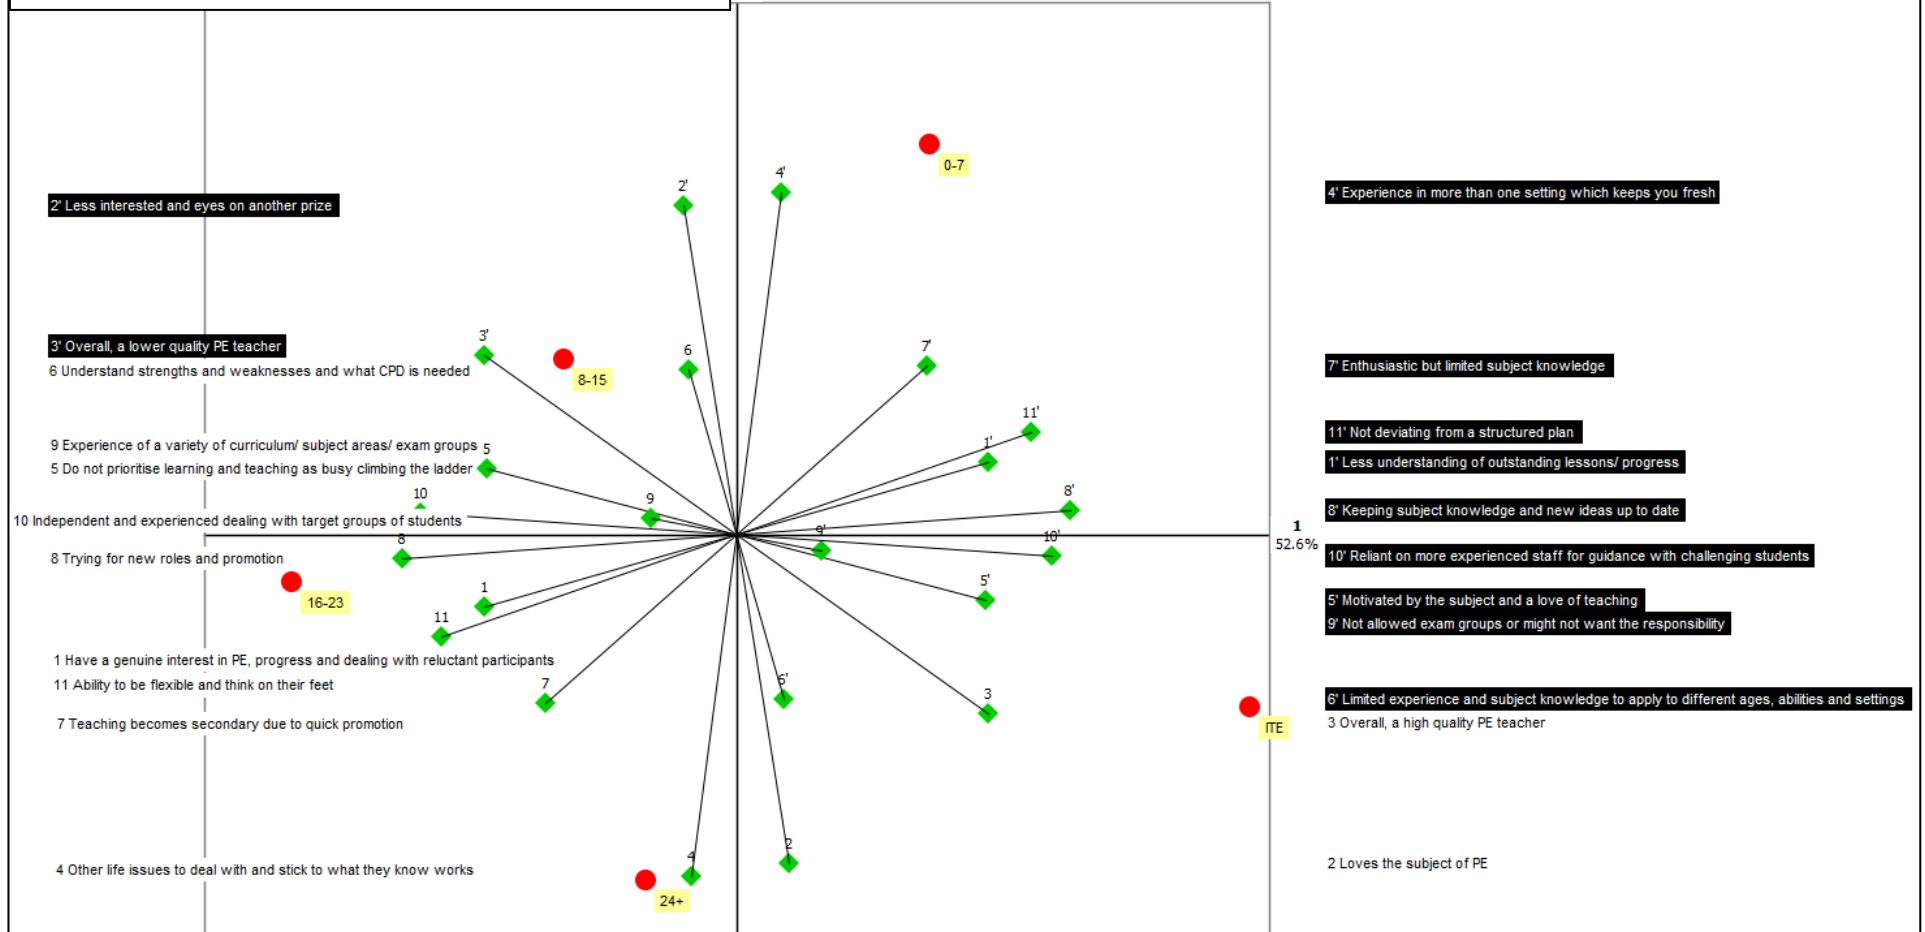 4'
2'
0-7
2' Less interested and eyes on another prize
4' Experience in more than one setting which keeps you fresh
3'
3' Overall, a lower quality PE teacher
6
7'
8-15
6 Understand strengths and weaknesses and what CPD is needed
7' Enthusiastic but limited subject knowledge
11'
11' Not deviating from a structured plan
9 Experience of a variety of curriculum/ subject areas/ exam groups
5
1'
5 Do not prioritise learning and teaching as busy climbing the ladder
1' Less understanding of outstanding lessons/ progress
10
9
8'
8' Keeping subject knowledge and new ideas up to date
10 Independent and experienced dealing with target groups of students
1
52.6%
8
9'
10'
8 Trying for new roles and promotion
10' Reliant on more experienced staff for guidance with challenging students
16-23
1
5'
5' Motivated by the subject and a love of teaching
11
9' Not allowed exam groups or might not want the responsibility
1 Have a genuine interest in PE, progress and dealing with reluctant participants
11 Ability to be flexible and think on their feet
7
6'
3
6' Limited experience and subject knowledge to apply to different ages, abilities and settings
7 Teaching becomes secondary due to quick promotion
ITE
3 Overall, a high quality PE teacher
4
2
4 Other life issues to deal with and stick to what they know works
2 Loves the subject of PE
24+